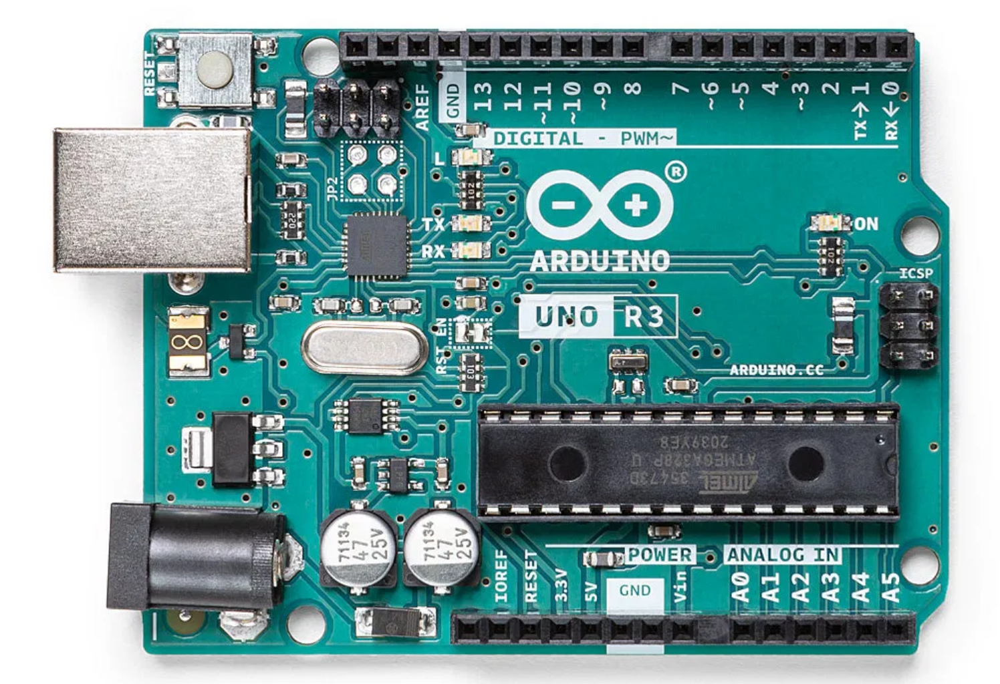 RESET
AREF
GND
13
12
~11
~10
~9
8
7
~6
~5
4
~3
2
TX→1
RX←0
DIGITAL - PWM~
L
JP2
102
TX
RX
022
®
ARDUINO
ON
102
ICSP
UNO R3
RST EN
103
8
ARDUINO.CC
ATMEL
35473D
ATMEGA328P U
2039YE8
71134
47
25V
71134
47
25V
POWER
ANALOG IN
IOREF
RESET
3.3V
5V
GND
Vin
A0
A1
A2
A3
A4
A5